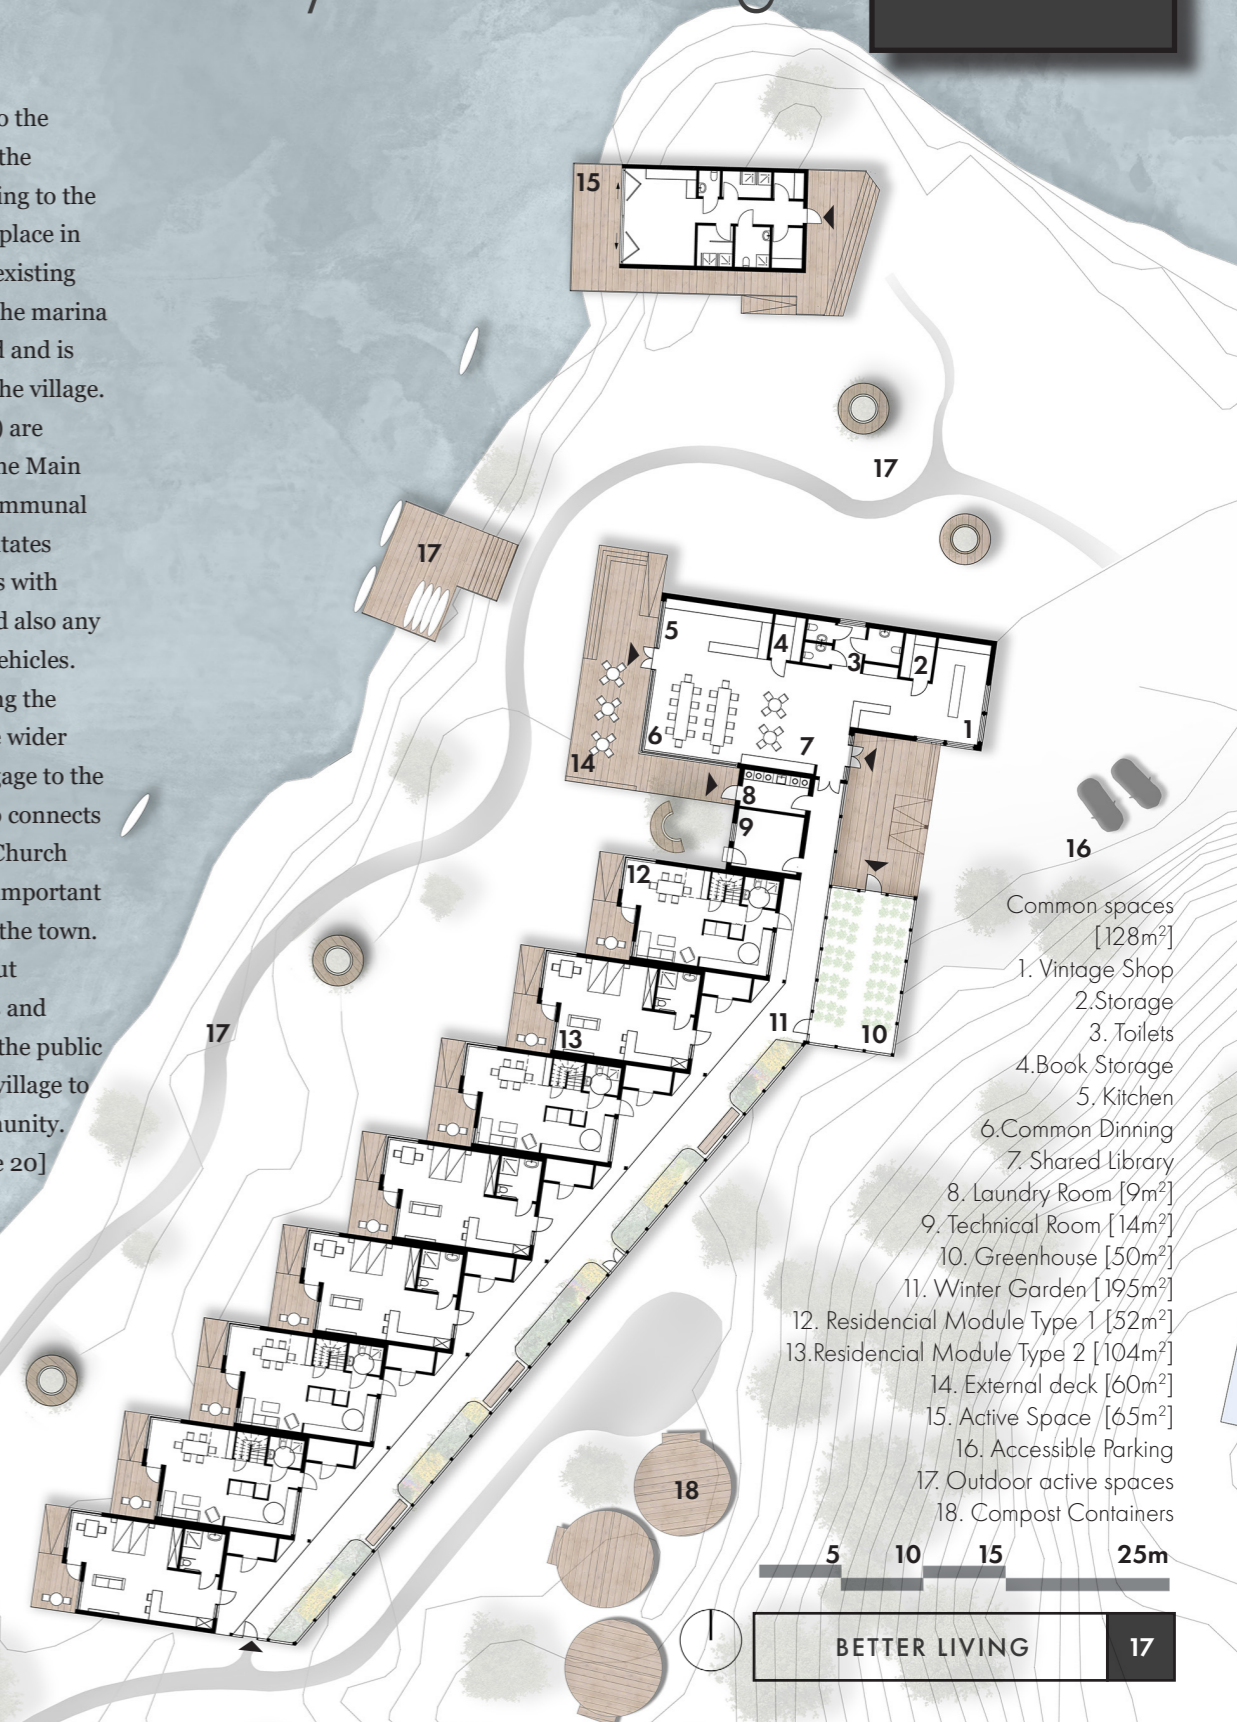 o the
the
ing to the
place in
existing
he marina
d and is
he village.
) are
ne Main
ommunal
tates
s with
d also any
ehicles.
ng the
e wider
gage to the
o connects
Church
important
the town.
ut
s and
the public
village to
nunity.
e 20]
15
17
17
5
4
3
2
1
6
7
14
8
9
16
12
13
11
10
17
18
Common spaces
[128m²]
1. Vintage Shop
2.Storage
3. Toilets
4.Book Storage
5. Kitchen
6.Common Dinning
7. Shared Library
8. Laundry Room [9m²]
9. Technical Room [14m²]
10. Greenhouse [50m²]
11. Winter Garden [195m²]
12. Residencial Module Type 1 [52m²]
13.Residencial Module Type 2 [104m²]
14. External deck [60m²]
15. Active Space [65m²]
16. Accessible Parking
17. Outdoor active spaces
18. Compost Containers
5 10 15 25m
BETTER LIVING 17